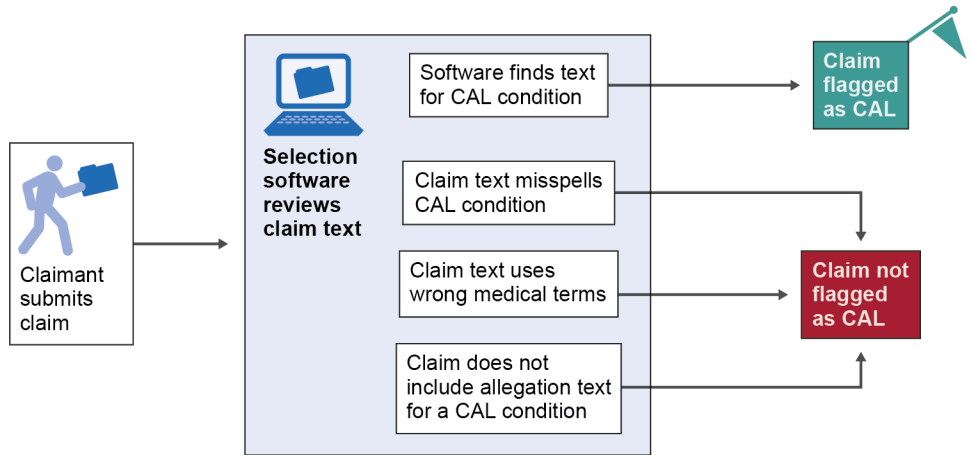 Claimant
submits
claim
Selection
software
reviews
claim text
Software finds text
for CAL condition
Claim text misspells
CAL condition
Claim text uses
wrong medical terms
Claim does not
include allegation text
for a CAL condition
Claim
flagged
as CAL
Claim not
flagged
as CAL